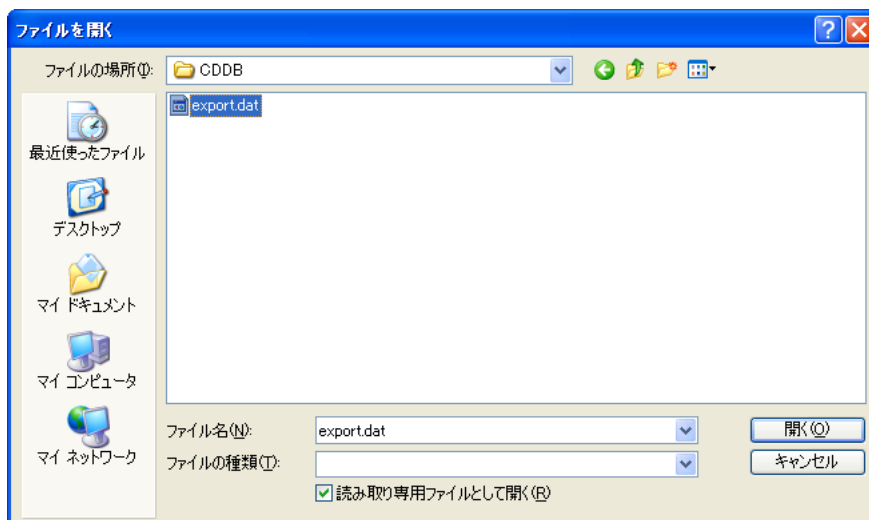 ファイルを開く
ファイルの場所(I):
CDDB
export.dat
最近使ったファイル
デスクトップ
マイ ドキュメント
マイ コンピュータ
マイ ネットワーク
ファイル名(N):
export.dat
開く(O)
ファイルの種類(T):
キャンセル
読み取り専用ファイルとして開く(R)